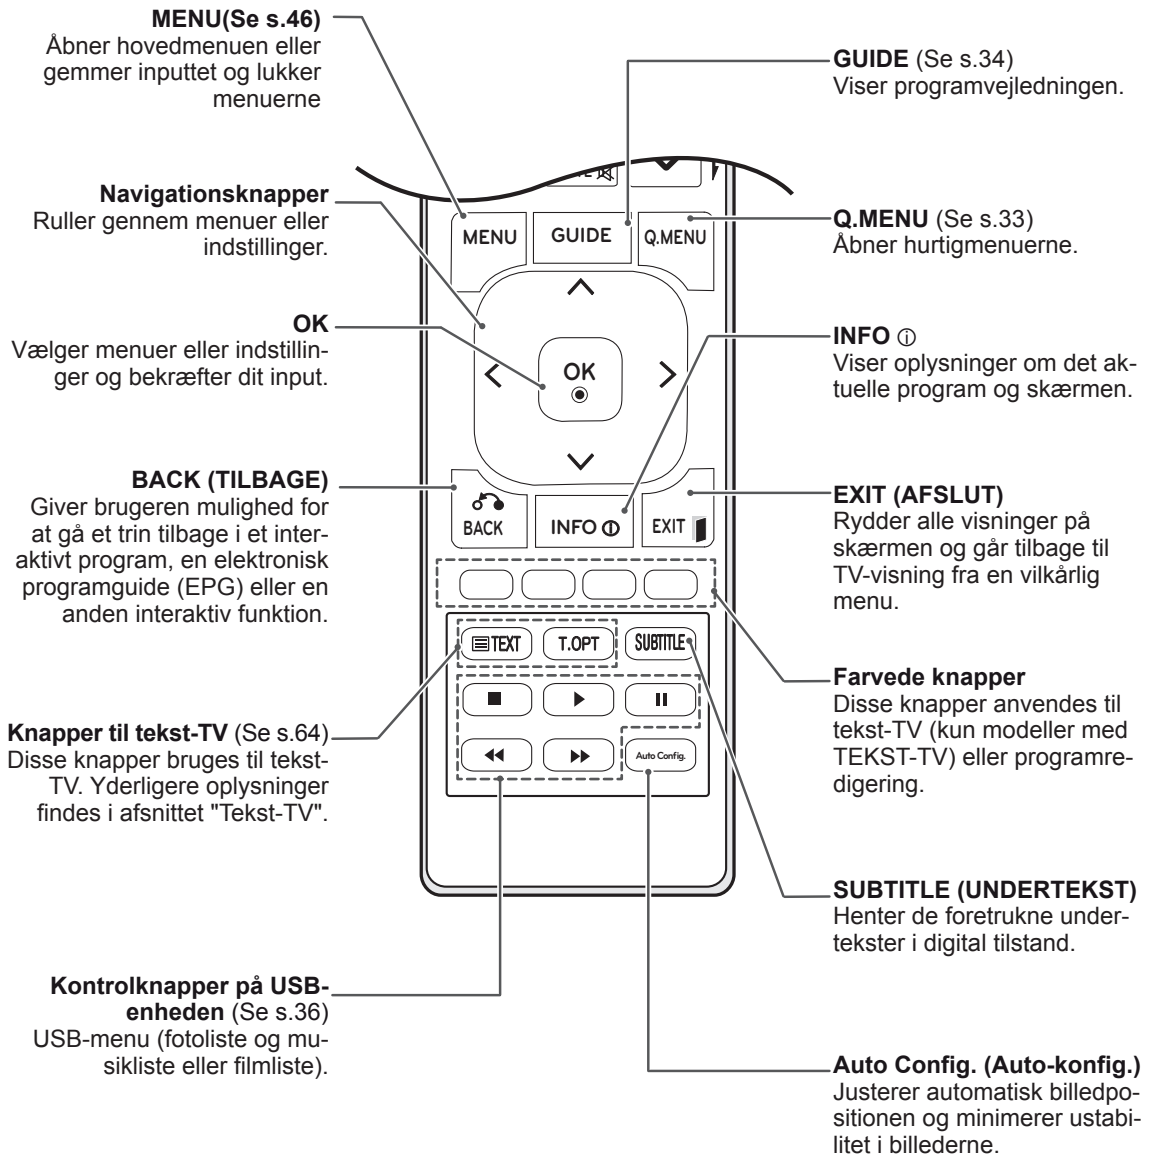 MENU(Se s.46)
Åbner hovedmenuen eller
gemmer inputtet og lukker
menuerne
Navigationsknapper
Ruller gennem menuer eller
indstillinger.
OK
Vælger menuer eller indstillin-
ger og bekræfter dit input.
BACK (TILBAGE)
Giver brugeren mulighed for
at gå et trin tilbage i et inter-
aktivt program, en elektronisk
programguide (EPG) eller en
anden interaktiv funktion.
Knapper til tekst-TV (Se s.64)
Disse knapper bruges til tekst-
TV. Yderligere oplysninger
findes i afsnittet "Tekst-TV".
Kontrolknapper på USB-
enheden (Se s.36)
USB-menu (fotoliste og mu-
sikliste eller filmliste).
MENU
GUIDE
Q.MENU
OK
BACK
INFO
EXIT
TEXT
T.OPT
SUBTITLE
Auto Config.
GUIDE (Se s.34)
Viser programvejledningen.
Q.MENU (Se s.33)
Åbner hurtigmenuerne.
INFO ⓘ
Viser oplysninger om det ak-
tuelle program og skærmen.
EXIT (AFSLUT)
Rydder alle visninger på
skærmen og går tilbage til
TV-visning fra en vilkårlig
menu.
Farvede knapper
Disse knapper anvendes til
tekst-TV (kun modeller med
TEKST-TV) eller programre-
digering.
SUBTITLE (UNDERTEKST)
Henter de foretrukne under-
tekster i digital tilstand.
Auto Config. (Auto-konfig.)
Justerer automatisk billedpo-
sitionen og minimerer ustabi-
litet i billederne.